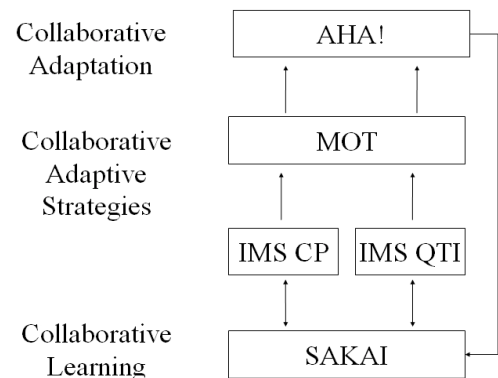 Collaborative
Adaptation
AHA!
Collaborative
Adaptive
Strategies
MOT
IMS CP
IMS QTI
Collaborative
Learning
SAKAI